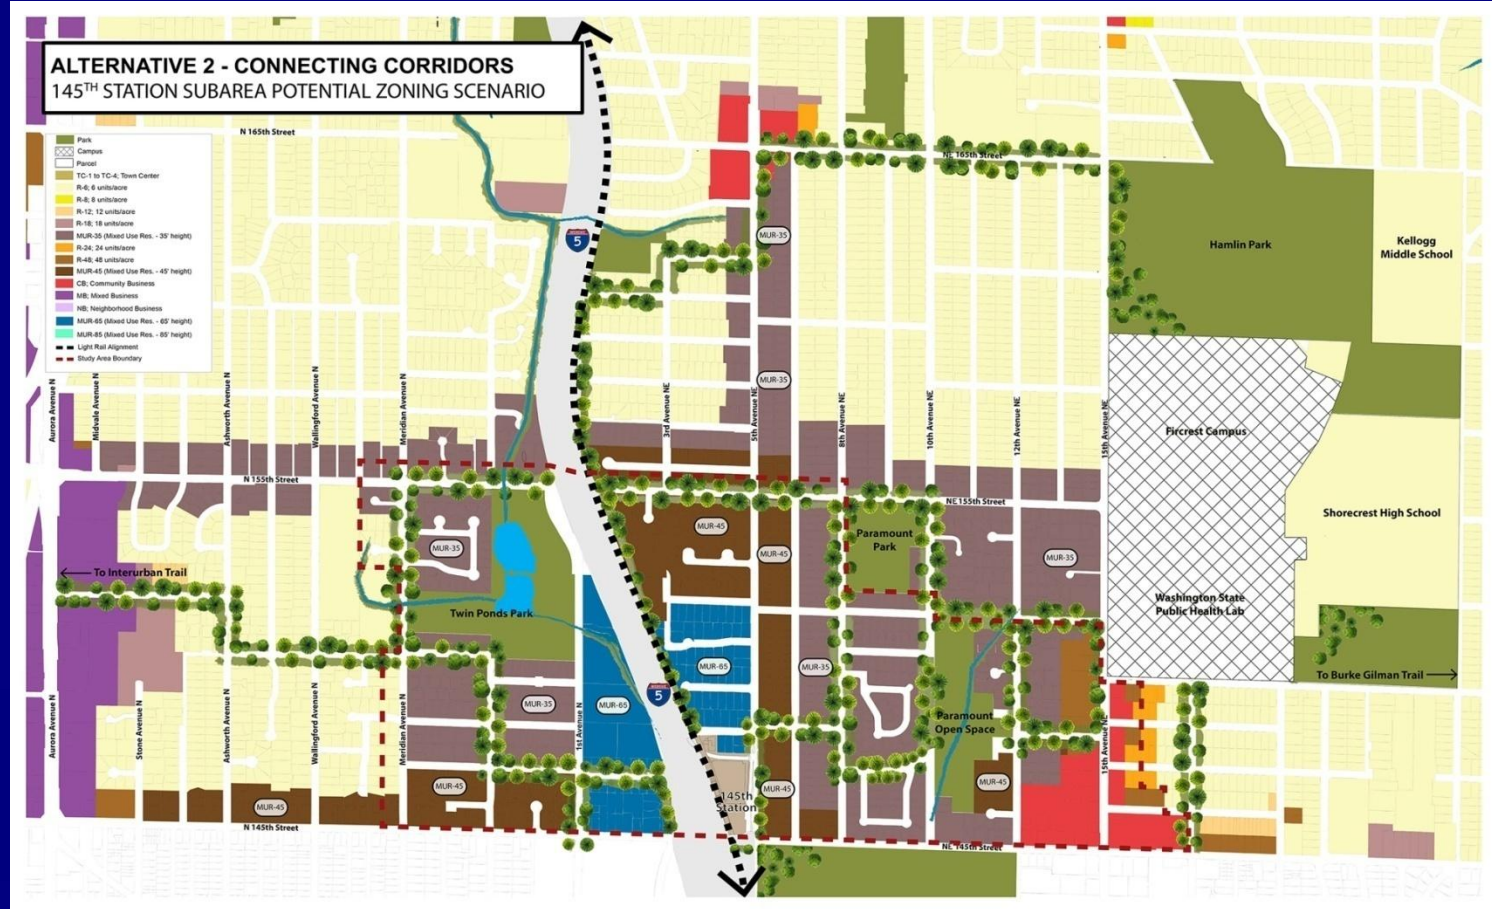 ALTERNATIVE 2 - CONNECTING CORRIDORS
145TH STATION SUBAREA POTENTIAL ZONING SCENARIO
Park
Campus
Parcel
TC-1 to TC-4; Town Center
R-6; 6 units/acre
R-8; 8 units/acre
R-12; 12 units/acre
R-18; 18 units/acre
MUR-35 (Mixed Use Res. - 35' height)
R-24; 24 units/acre
R-48; 48 units/acre
MUR-45 (Mixed Use Res. - 45' height)
CB; Community Business
MB; Mixed Business
NB; Neighborhood Business
MUR-65 (Mixed Use Res. - 65' height)
MUR-85 (Mixed Use Res. - 85' height)
Light Rail Alignment
Study Area Boundary
N 165th Street
NE 165th Street
5
MUR-35
Hamlin Park
Kellogg
Middle School
MUR-35
Aurora Avenue N
Midvale Avenue N
Ashworth Avenue N
Wallingford Avenue N
Meridian Avenue N
3rd Avenue NE
5th Avenue NE
8th Avenue NE
10th Avenue NE
12th Avenue NE
15th Avenue NE
Fircrest Campus
N 155th Street
NE 155th Street
Shorecrest High School
MUR-45
MUR-35
MUR-45
Paramount
Park
MUR-35
To Interurban Trail
Twin Ponds Park
Washington State
Public Health Lab
MUR-65
MUR-35
To Burke Gilman Trail
5
MUR-35
MUR-65
Paramount
Open Space
Aurora Avenue N
Stone Avenue N
Ashworth Avenue N
Wallingford Avenue N
Meridian Avenue N
1st Avenue N
15th Avenue NE
MUR-45
MUR-45
MUR-45
MUR-45
145th
Station
N 145th Street
NE 145th Street